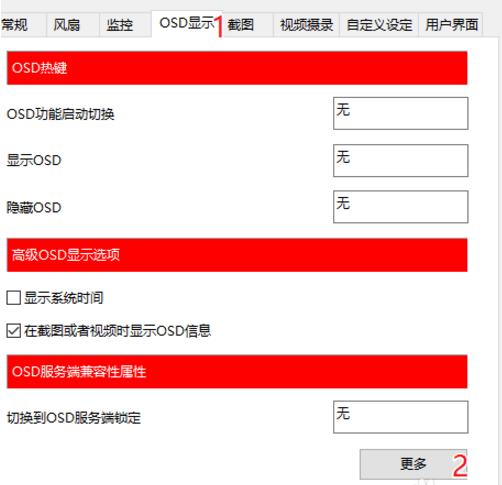 常规 风扇 监控 OSD显示 1 截图 视频摄录 自定义设定 用户界面
OSD热键
OSD功能启动切换 无
显示OSD 无
隐藏OSD 无
高级OSD显示选项
显示系统时间
在截图或者视频时显示OSD信息
OSD服务端兼容性属性
切换到OSD服务端锁定 无
更多 2